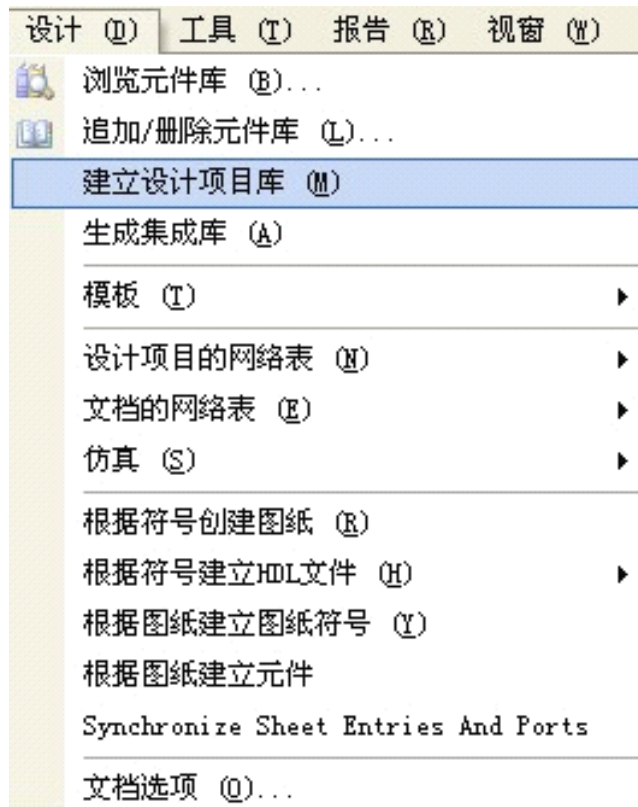 设计 (D) 工具 (T) 报告 (R) 视窗 (W)
浏览元件库 (B)...
追加/删除元件库 (L)...
建立设计项目库 (M)
生成集成库 (A)
模板 (T)
设计项目的网络表 (N)
文档的网络表 (E)
仿真 (S)
根据符号创建图纸 (R)
根据符号建立HDL文件 (H)
根据图纸建立图纸符号 (Y)
根据图纸建立元件
Synchronize Sheet Entries And Ports
文档选项 (O)...